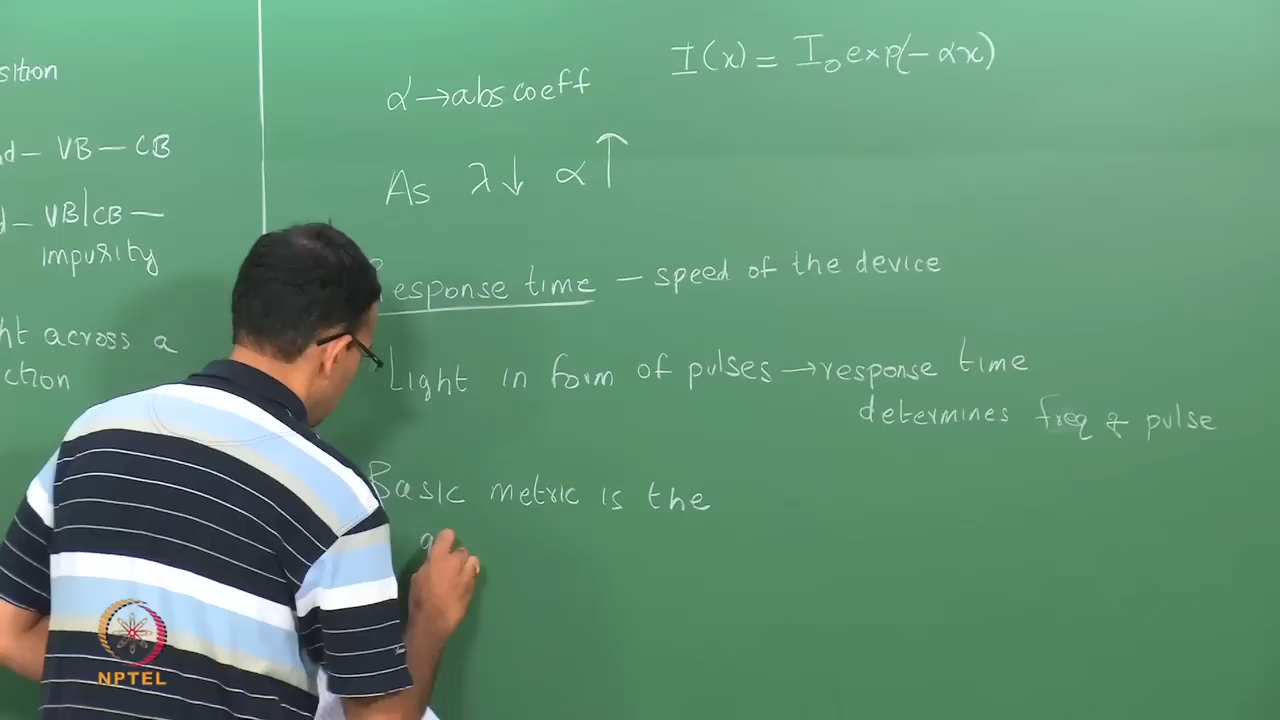 sition
VB – CB
VB/CB –
impurity
ht across a
ction
I(x) = I₀ exp(-αx)
α → abs coeff
As λ↓ α↑
Response time – speed of the device
Light in form of pulses → response time
determines freq of pulse
Basic metric is the
NPTEL